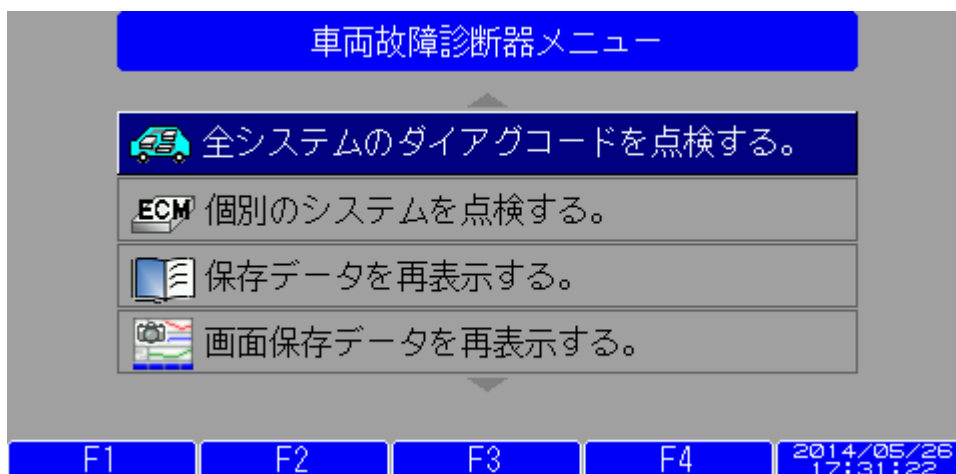 車両故障診断器メニュー
全システムのダイアグコードを点検する。
ECM 個別のシステムを点検する。
保存データを再表示する。
画面保存データを再表示する。
F1 F2 F3 F4 2014/05/26
17:31:22